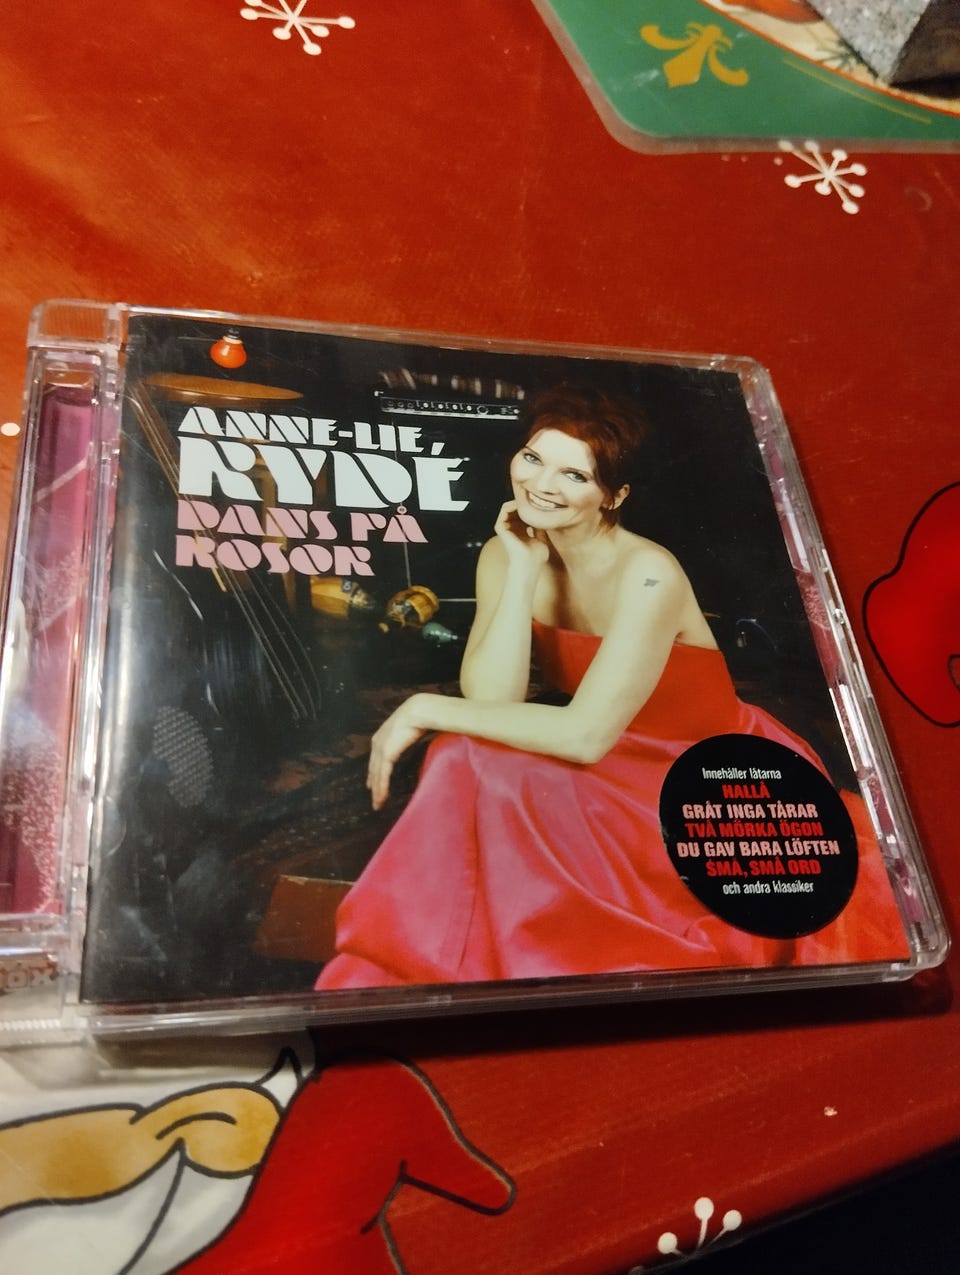 ANNE-LIE,
RYDÉ
DANS PÅ
ROSOR
Innehåller låtarna
HALLÅ
GRÅT INGA TÅRAR
TVÅ MÖRKA ÖGON
DU GAV BARA LÖFTEN
SMÅ, SMÅ ORD
och andra klassiker